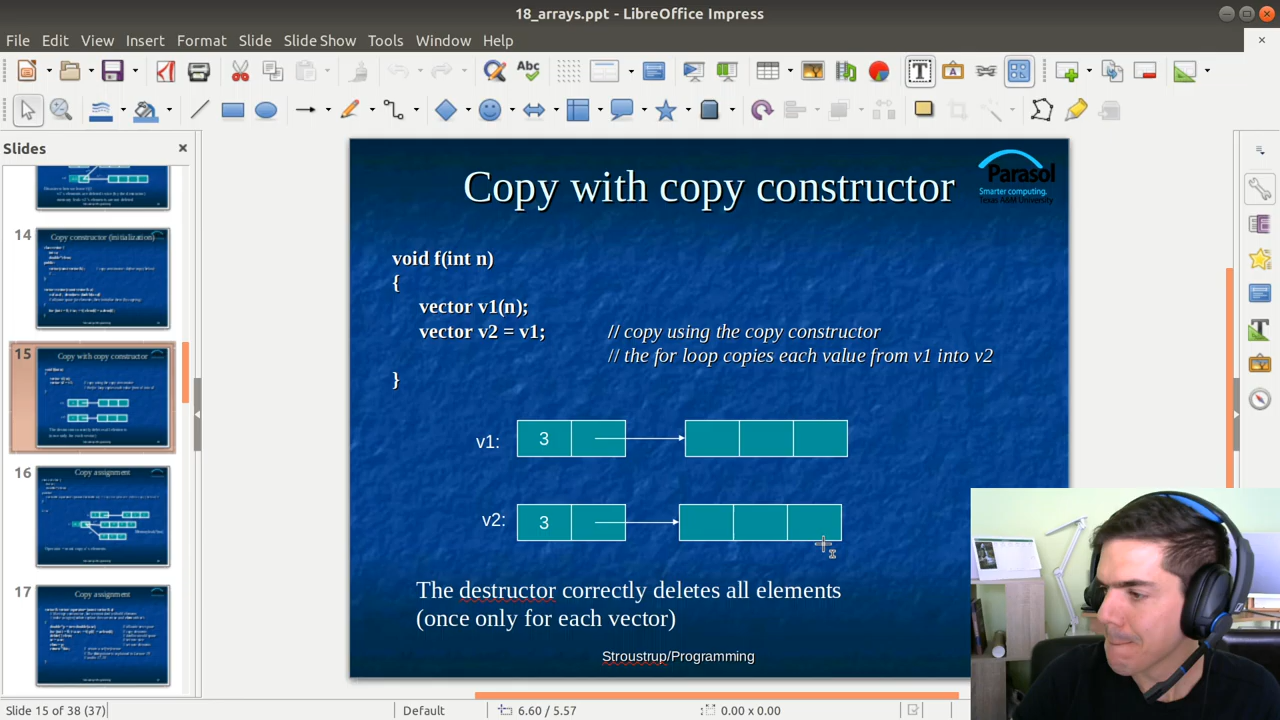 18_arrays.ppt - LibreOffice Impress
File Edit View Insert Format Slide Slide Show Tools Window Help
Abc
Slides
14
Copy constructor (initialization)
15
Copy with copy constructor
16
Copy assignment
17
Copy assignment
Copy with copy constructor
Parasol
Smarter computing.
Texas A&M University
void f(int n)
{
vector v1(n);
vector v2 = v1; // copy using the copy constructor
// the for loop copies each value from v1 into v2
}
v1: 3
v2: 3
The destructor correctly deletes all elements
(once only for each vector)
Stroustrup/Programming
Slide 15 of 38 (37) Default 6.60 / 5.57 0.00 x 0.00